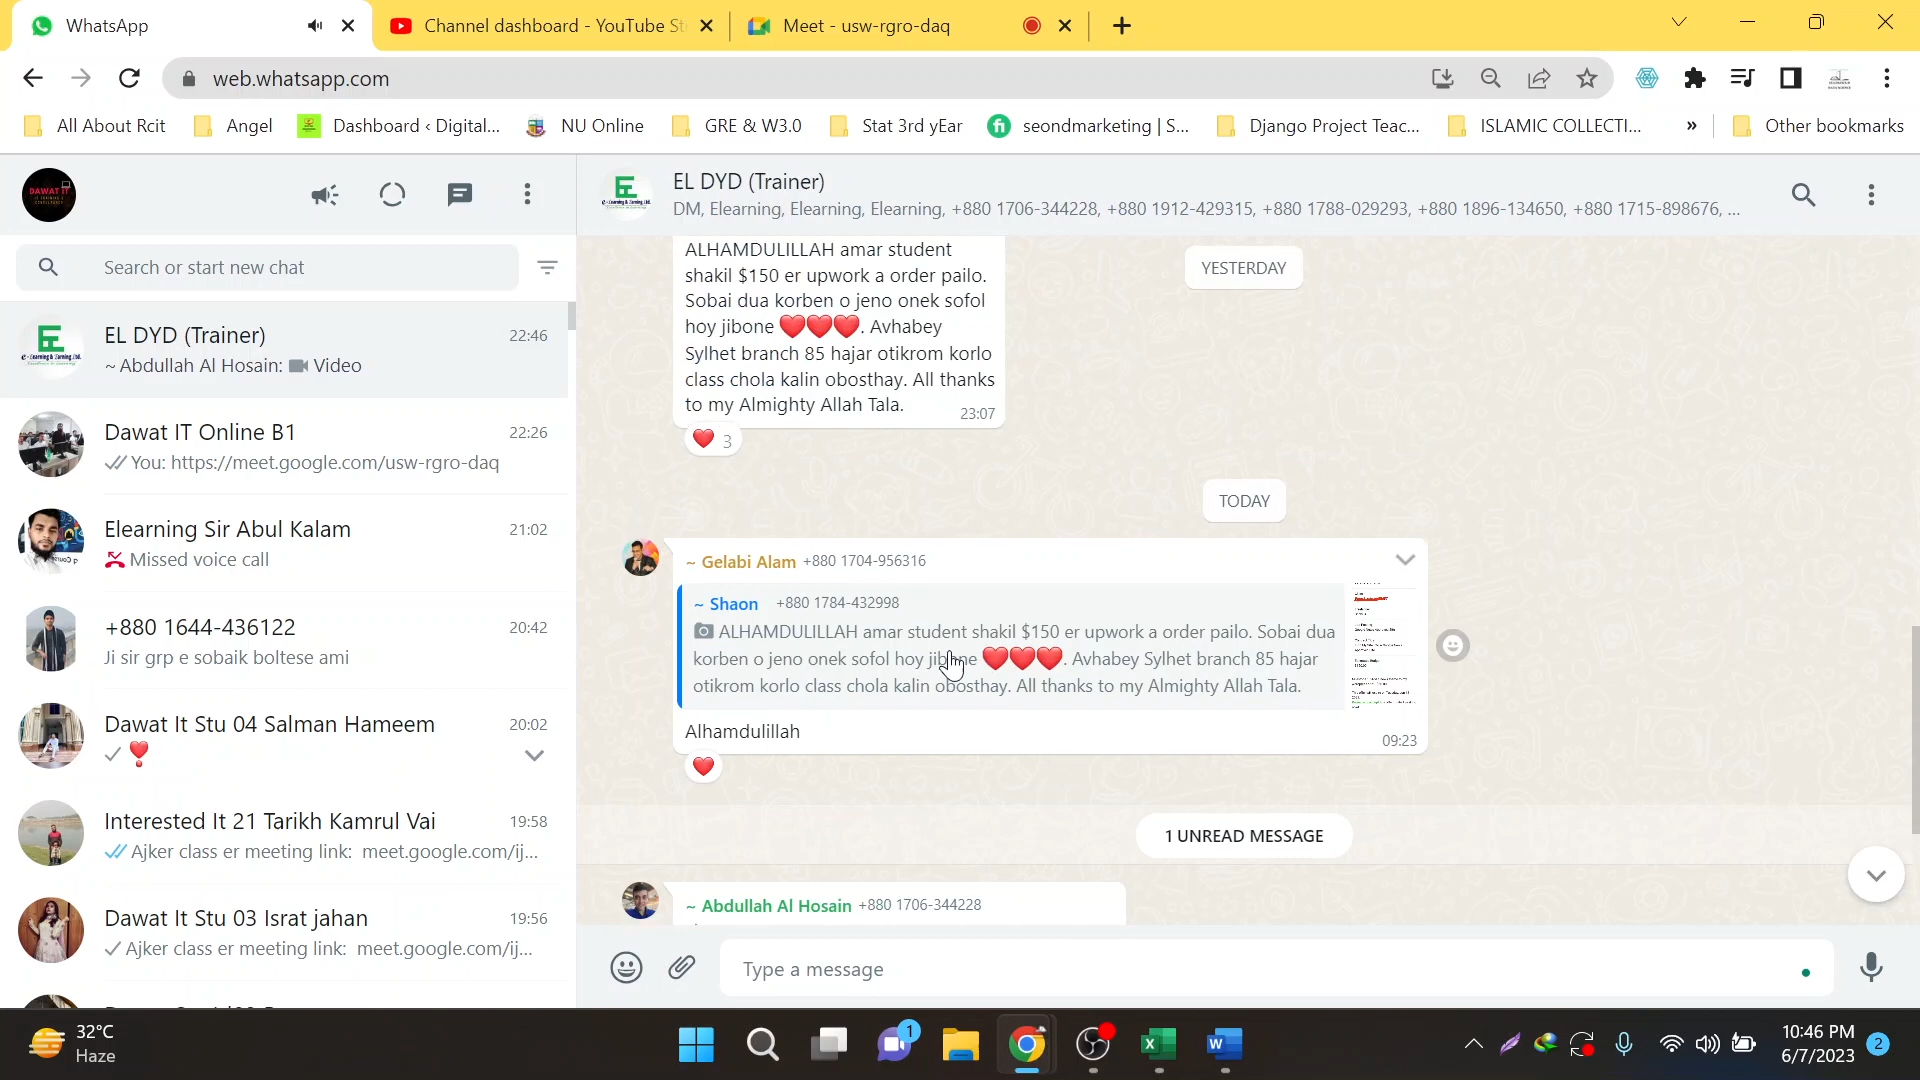 WhatsApp
Channel dashboard - YouTube St
Meet - usw-rgro-daq
web.whatsapp.com
All About Rcit
Angel
Dashboard ‹ Digital...
NU Online
GRE & W3.0
Stat 3rd yEar
seondmarketing | S...
Django Project Teac...
ISLAMIC COLLECTI...
»
Other bookmarks
DAWAT IT
EL DYD (Trainer)
DM, Elearning, Elearning, Elearning, +880 1706-344228, +880 1912-429315, +880 1788-029293, +880 1896-134650, +880 1715-898676, ...
Search or start new chat
EL DYD (Trainer)
22:46
~ Abdullah Al Hosain: Video
Dawat IT Online B1
22:26
You: https://meet.google.com/usw-rgro-daq
Elearning Sir Abul Kalam
21:02
Missed voice call
+880 1644-436122
20:42
Ji sir grp e sobaik boltese ami
Dawat It Stu 04 Salman Hameem
20:02
Interested It 21 Tarikh Kamrul Vai
19:58
Ajker class er meeting link: meet.google.com/ij...
Dawat It Stu 03 Israt jahan
19:56
Ajker class er meeting link: meet.google.com/ij...
YESTERDAY
ALHAMDULILLAH amar student
shakil $150 er upwork a order pailo.
Sobai dua korben o jeno onek sofol
hoy jibone ❤️❤️❤️. Avhabey
Sylhet branch 85 hajar otikrom korlo
class chola kalin obosthay. All thanks
to my Almighty Allah Tala.
23:07
❤️ 3
TODAY
~ Gelabi Alam +880 1704-956316
~ Shaon +880 1784-432998
ALHAMDULILLAH amar student shakil $150 er upwork a order pailo. Sobai dua
korben o jeno onek sofol hoy jibone ❤️❤️❤️. Avhabey Sylhet branch 85 hajar
otikrom korlo class chola kalin obosthay. All thanks to my Almighty Allah Tala.
Alhamdulillah
09:23
1 UNREAD MESSAGE
~ Abdullah Al Hosain +880 1706-344228
Type a message
32°C
Haze
1
10:46 PM
6/7/2023
2